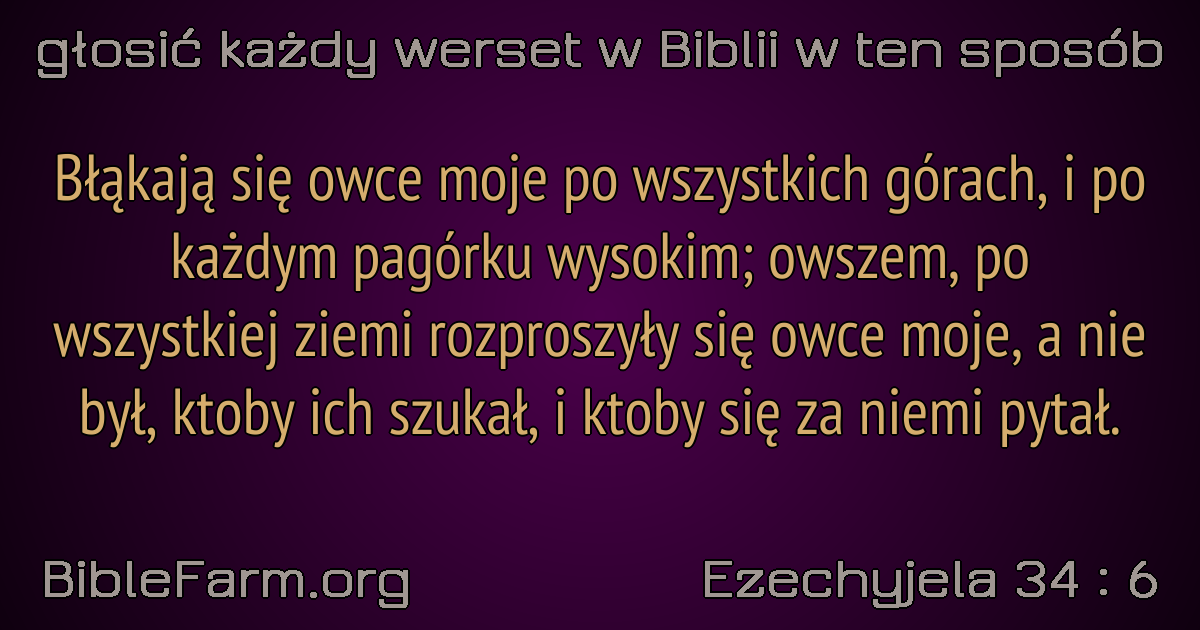 głosić każdy werset w Biblii w ten sposób
Błąkają się owce moje po wszystkich górach, i po
każdym pagórku wysokim; owszem, po
wszystkiej ziemi rozproszyły się owce moje, a nie
był, ktoby ich szukał, i ktoby się za niemi pytał.
BibleFarm.org
Ezechyjela 34 : 6